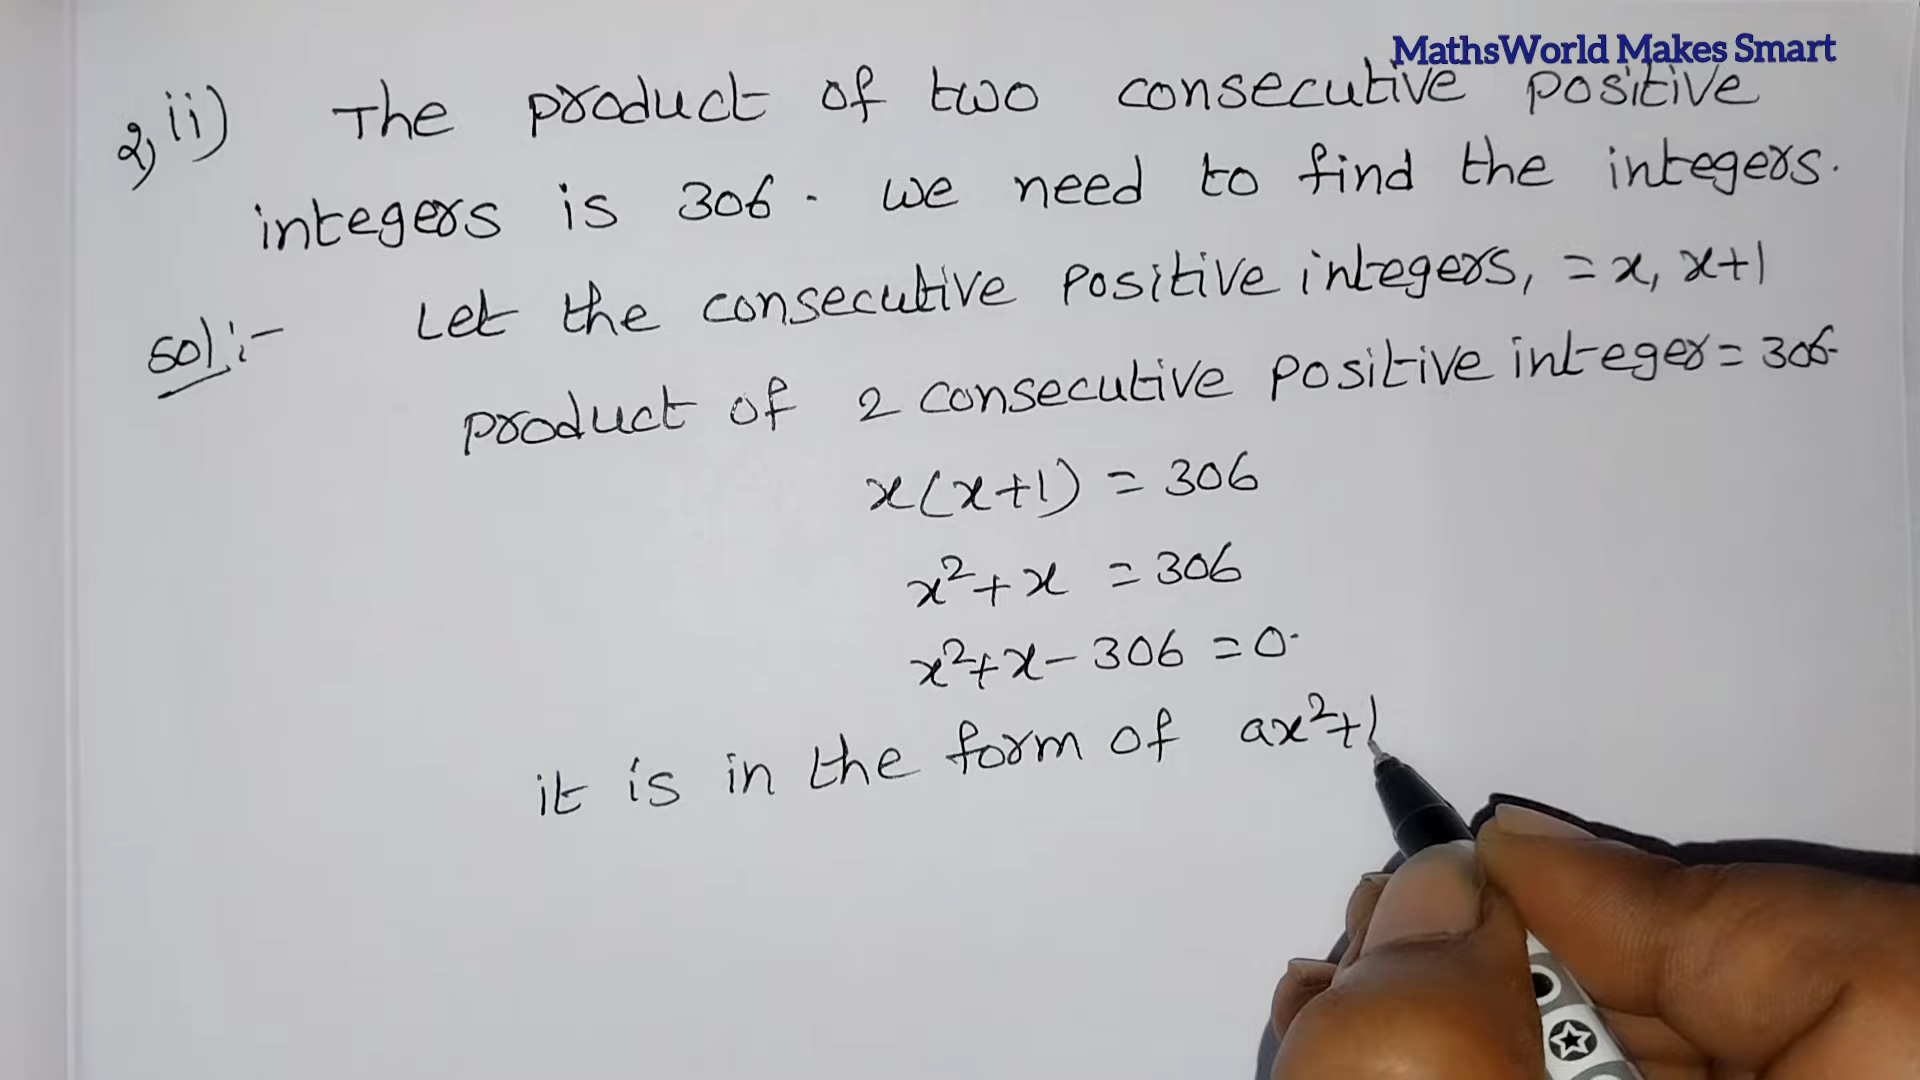 MathsWorld Makes Smart
2, ii) The product of two consecutive positive
integers is 306. we need to find the integers.
Sol:- Let the consecutive positive integers, = x, x+1
product of 2 consecutive positive integer = 306.
x(x+1) = 306
x²+x = 306
x²+x-306 = 0.
it is in the form of ax²+